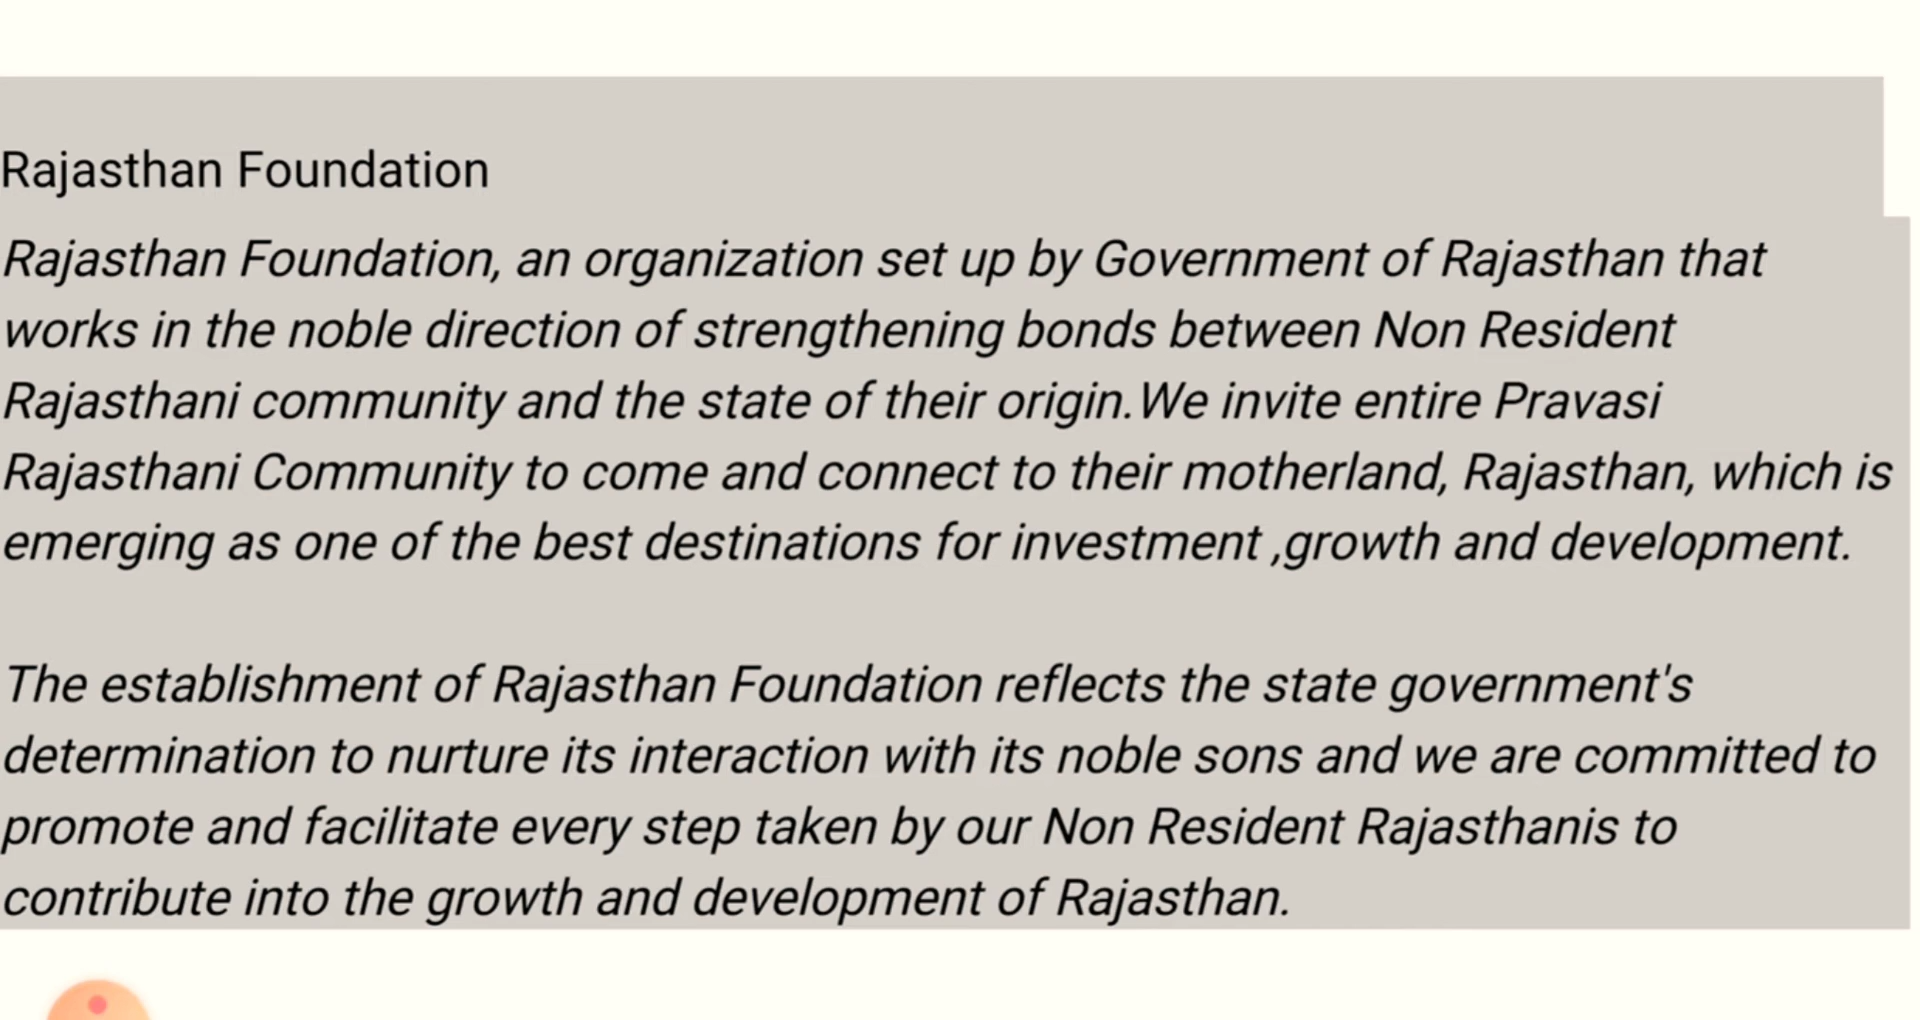 Rajasthan Foundation
Rajasthan Foundation, an organization set up by Government of Rajasthan that
works in the noble direction of strengthening bonds between Non Resident
Rajasthani community and the state of their origin.We invite entire Pravasi
Rajasthani Community to come and connect to their motherland, Rajasthan, which is
emerging as one of the best destinations for investment ,growth and development.
The establishment of Rajasthan Foundation reflects the state government's
determination to nurture its interaction with its noble sons and we are committed to
promote and facilitate every step taken by our Non Resident Rajasthanis to
contribute into the growth and development of Rajasthan.